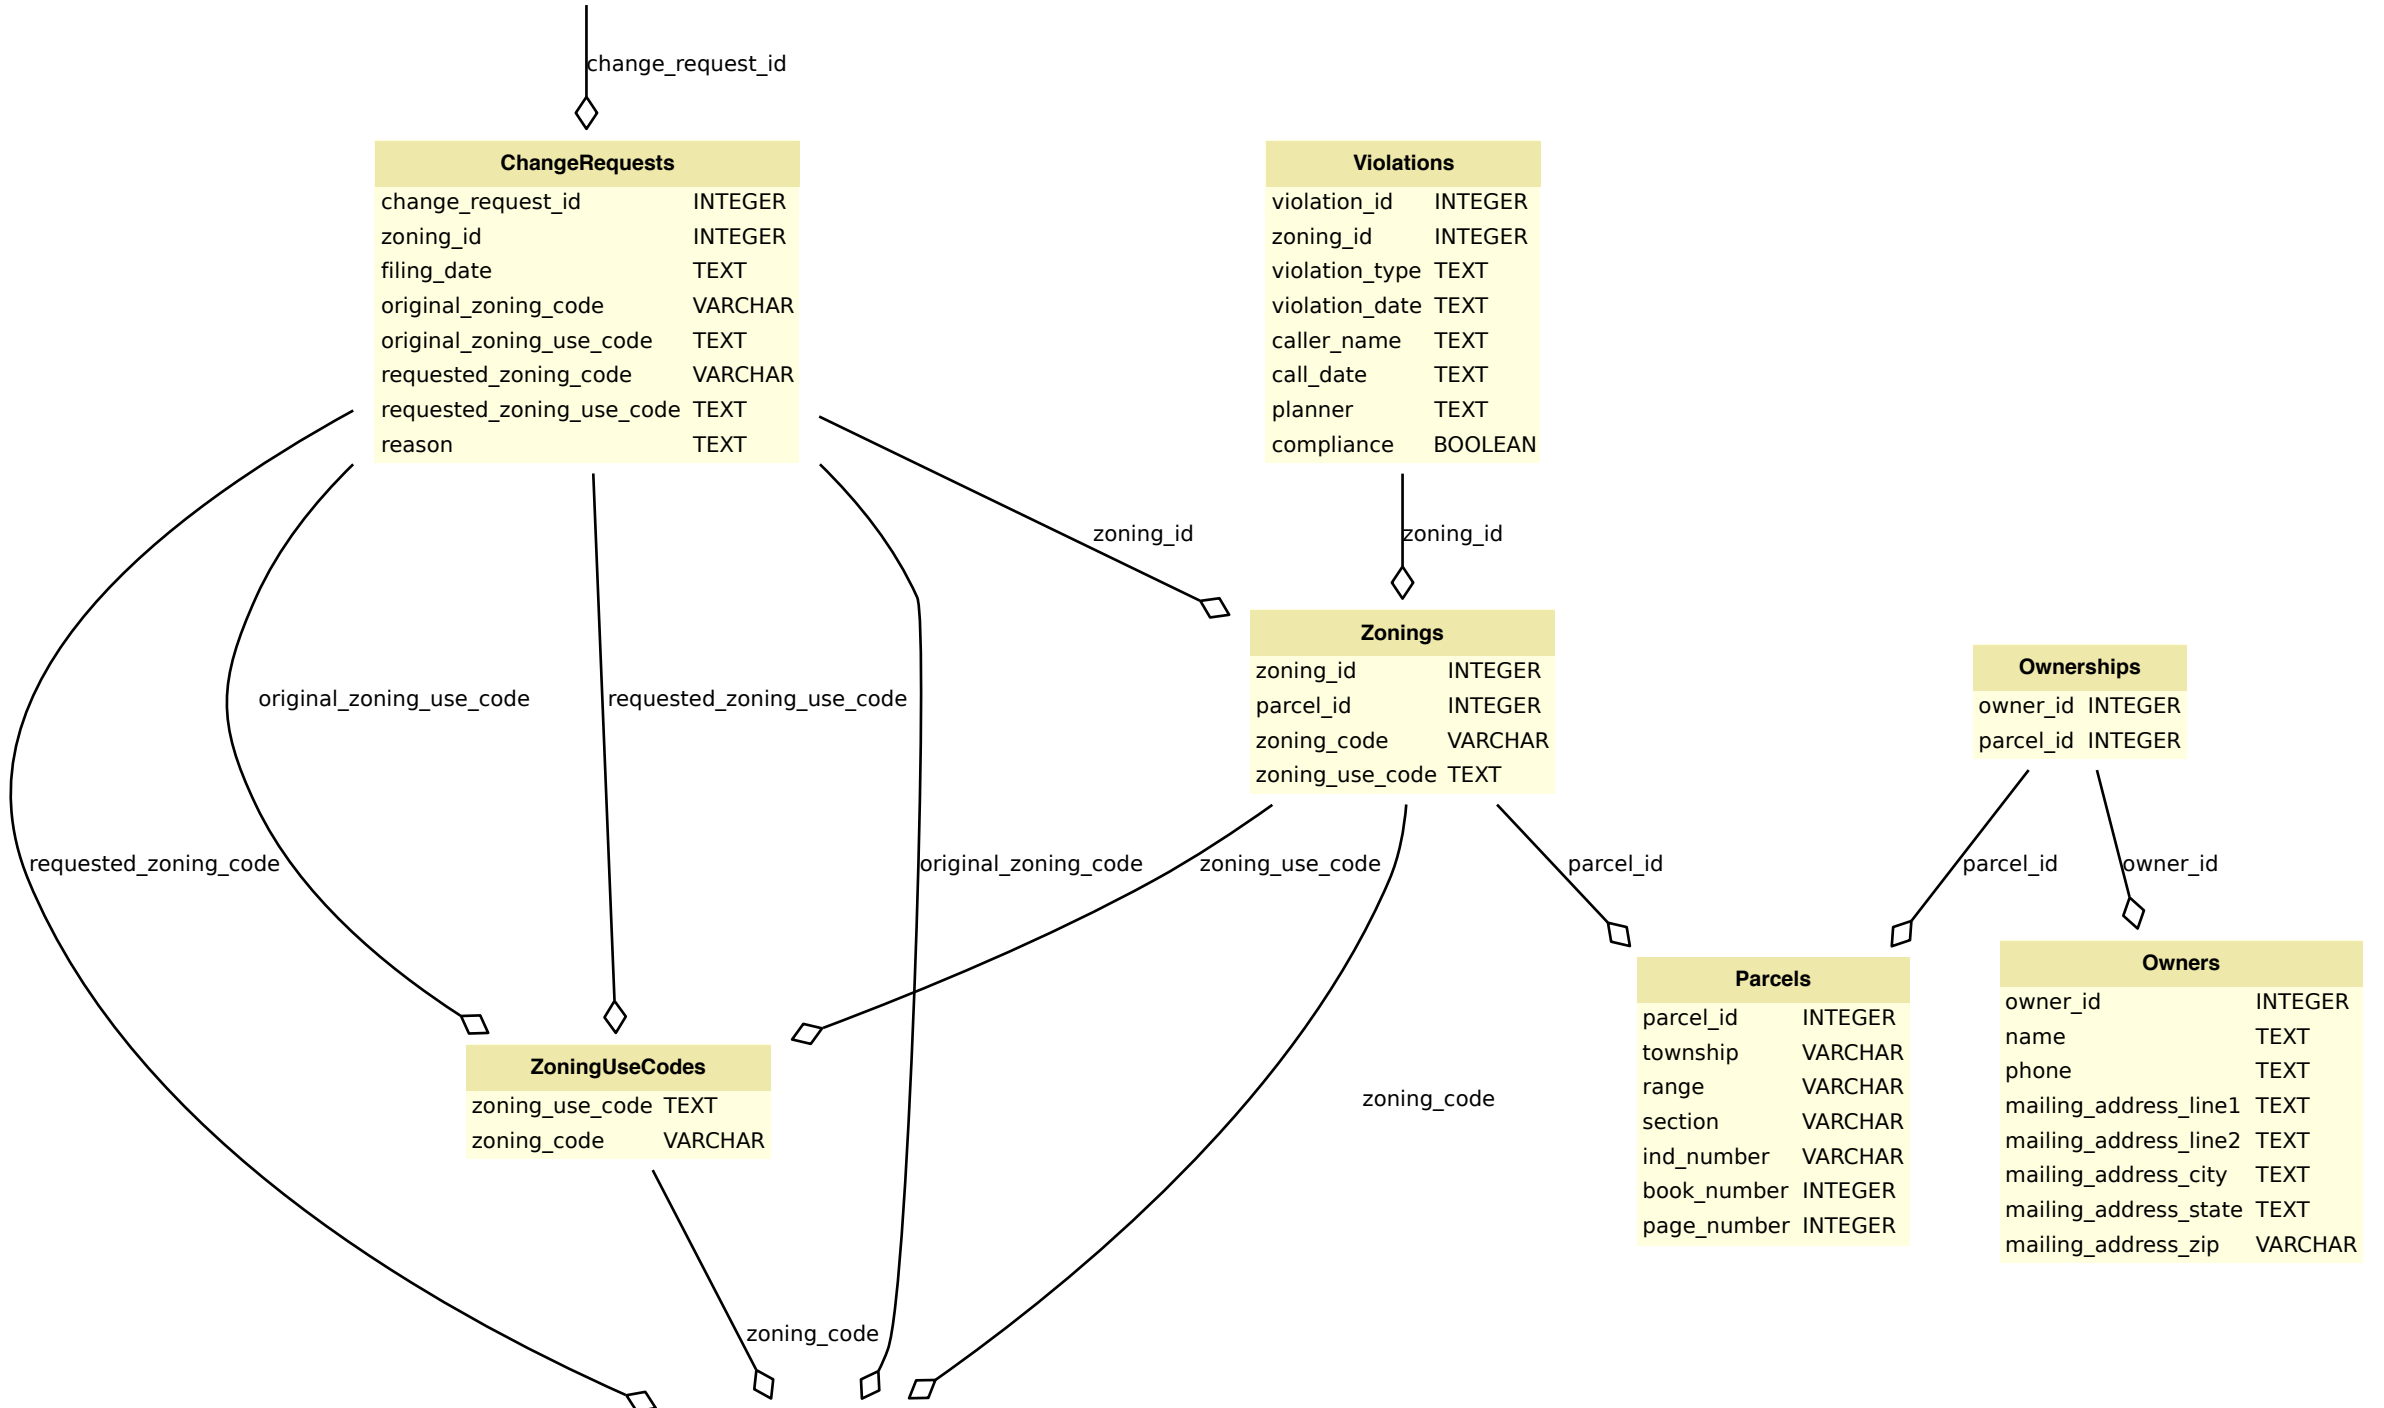 change_request_id
ChangeRequests
change_request_id INTEGER
zoning_id INTEGER
filing_date TEXT
original_zoning_code VARCHAR
original_zoning_use_code TEXT
requested_zoning_code VARCHAR
requested_zoning_use_code TEXT
reason TEXT
Violations
violation_id INTEGER
zoning_id INTEGER
violation_type TEXT
violation_date TEXT
caller_name TEXT
call_date TEXT
planner TEXT
compliance BOOLEAN
zoning_id
zoning_id
Zonings
zoning_id INTEGER
parcel_id INTEGER
zoning_code VARCHAR
zoning_use_code TEXT
Ownerships
owner_id INTEGER
parcel_id INTEGER
original_zoning_use_code
requested_zoning_use_code
requested_zoning_code
original_zoning_code
zoning_use_code
parcel_id
parcel_id
owner_id
ZoningUseCodes
zoning_use_code TEXT
zoning_code VARCHAR
zoning_code
Parcels
parcel_id INTEGER
township VARCHAR
range VARCHAR
section VARCHAR
ind_number VARCHAR
book_number INTEGER
page_number INTEGER
Owners
owner_id INTEGER
name TEXT
phone TEXT
mailing_address_line1 TEXT
mailing_address_line2 TEXT
mailing_address_city TEXT
mailing_address_state TEXT
mailing_address_zip VARCHAR
zoning_code